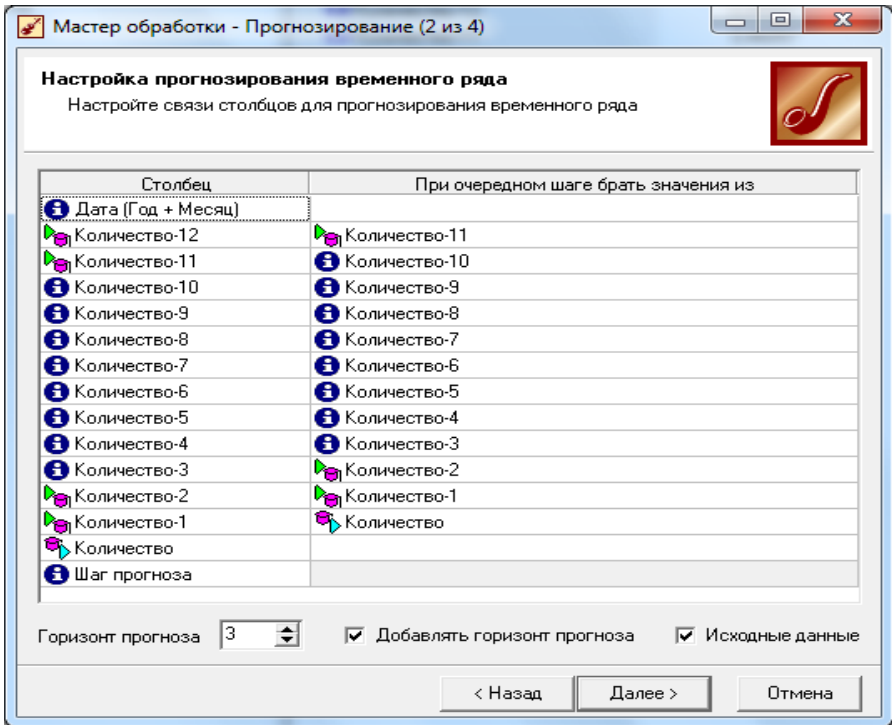 Мастер обработки - Прогнозирование (2 из 4)
Настройка прогнозирования временного ряда
Настройте связи столбцов для прогнозирования временного ряда
Столбец При очередном шаге брать значения из
Дата (Год + Месяц)
Количество-12 Количество-11
Количество-11 Количество-10
Количество-10 Количество-9
Количество-9 Количество-8
Количество-8 Количество-7
Количество-7 Количество-6
Количество-6 Количество-5
Количество-5 Количество-4
Количество-4 Количество-3
Количество-3 Количество-2
Количество-2 Количество-1
Количество-1 Количество
Количество
Шаг прогноза
Горизонт прогноза 3 Добавлять горизонт прогноза Исходные данные
< Назад Далее > Отмена